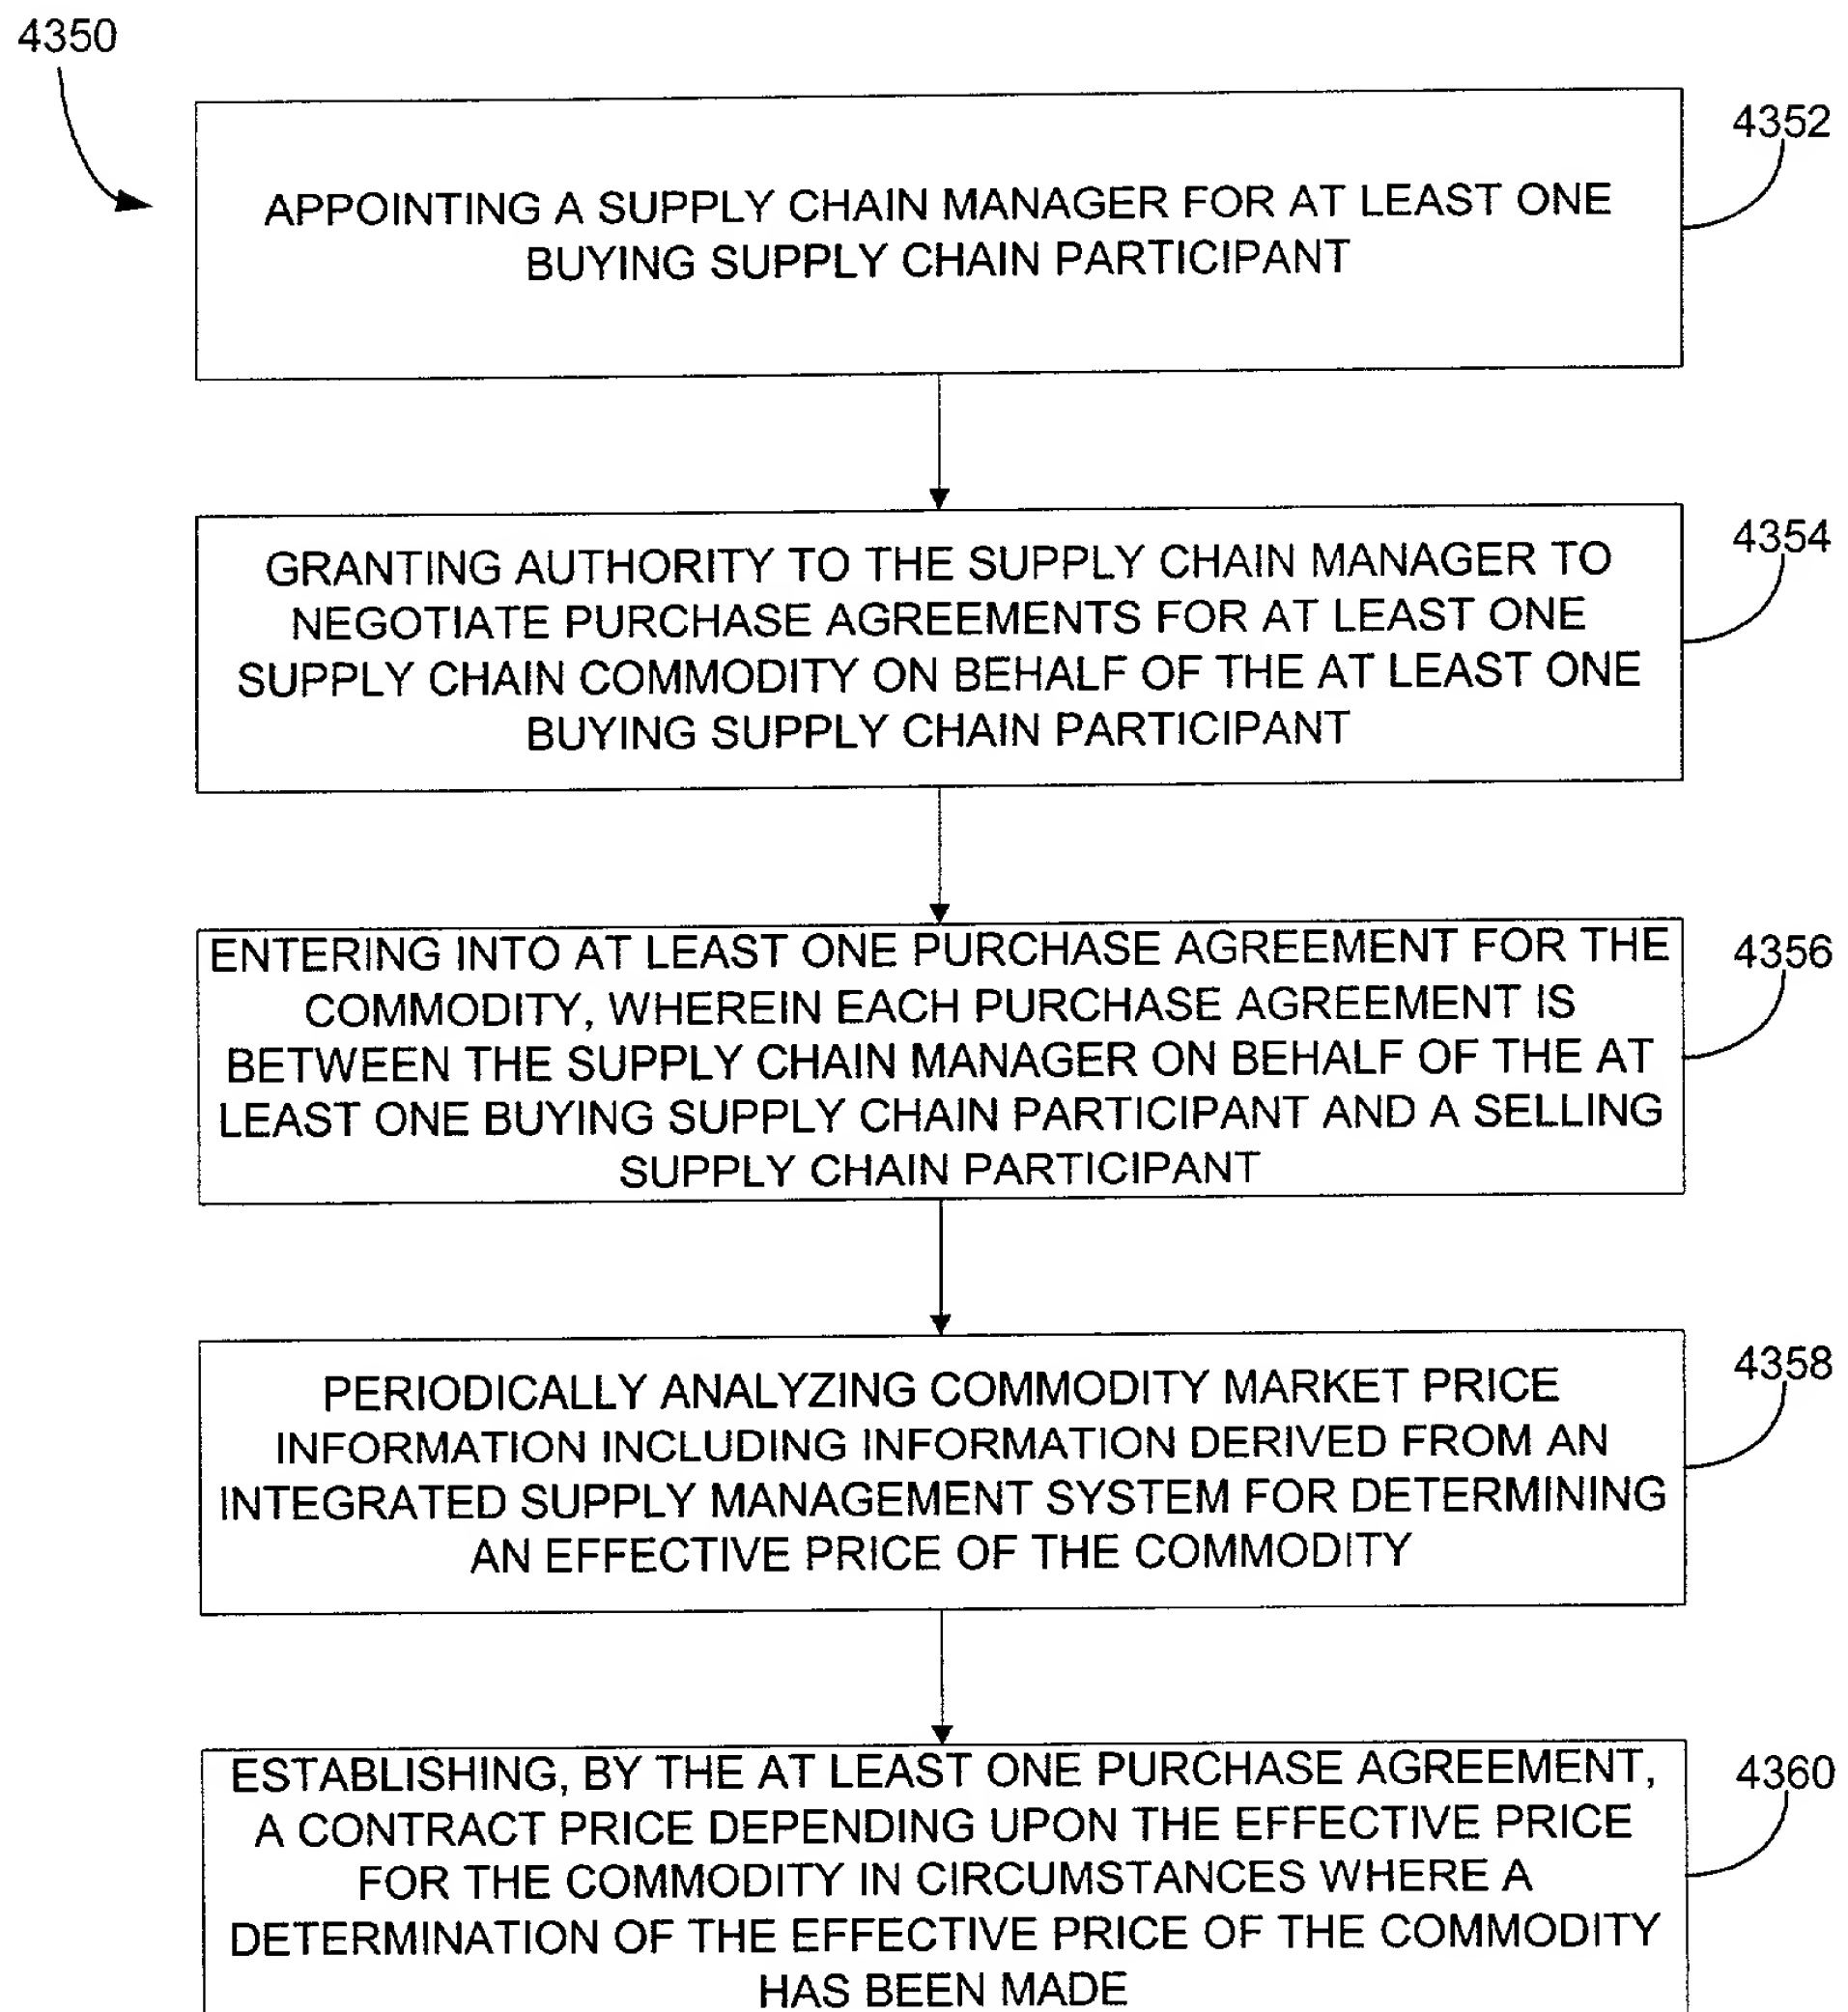 4350
4352
APPOINTING A SUPPLY CHAIN MANAGER FOR AT LEAST ONE
BUYING SUPPLY CHAIN PARTICIPANT
4354
GRANTING AUTHORITY TO THE SUPPLY CHAIN MANAGER TO
NEGOTIATE PURCHASE AGREEMENTS FOR AT LEAST ONE
SUPPLY CHAIN COMMODITY ON BEHALF OF THE AT LEAST ONE
BUYING SUPPLY CHAIN PARTICIPANT
4356
ENTERING INTO AT LEAST ONE PURCHASE AGREEMENT FOR THE
COMMODITY, WHEREIN EACH PURCHASE AGREEMENT IS
BETWEEN THE SUPPLY CHAIN MANAGER ON BEHALF OF THE AT
LEAST ONE BUYING SUPPLY CHAIN PARTICIPANT AND A SELLING
SUPPLY CHAIN PARTICIPANT
4358
PERIODICALLY ANALYZING COMMODITY MARKET PRICE
INFORMATION INCLUDING INFORMATION DERIVED FROM AN
INTEGRATED SUPPLY MANAGEMENT SYSTEM FOR DETERMINING
AN EFFECTIVE PRICE OF THE COMMODITY
4360
ESTABLISHING, BY THE AT LEAST ONE PURCHASE AGREEMENT,
A CONTRACT PRICE DEPENDING UPON THE EFFECTIVE PRICE
FOR THE COMMODITY IN CIRCUMSTANCES WHERE A
DETERMINATION OF THE EFFECTIVE PRICE OF THE COMMODITY
HAS BEEN MADE